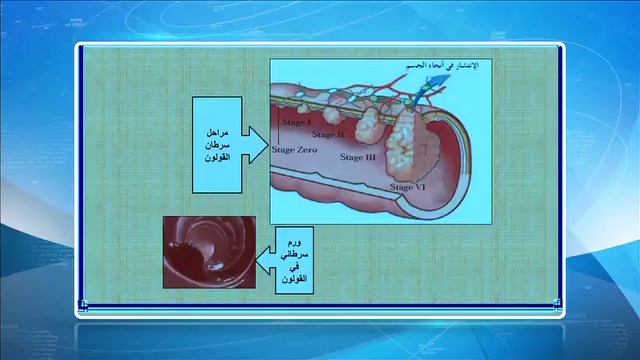 الإنتشار في أنحاء الجسم
Stage I
Stage II
Stage Zero
Stage III
Stage VI
مراحل
سرطان
القولون
ورم
سرطاني
في
القولون